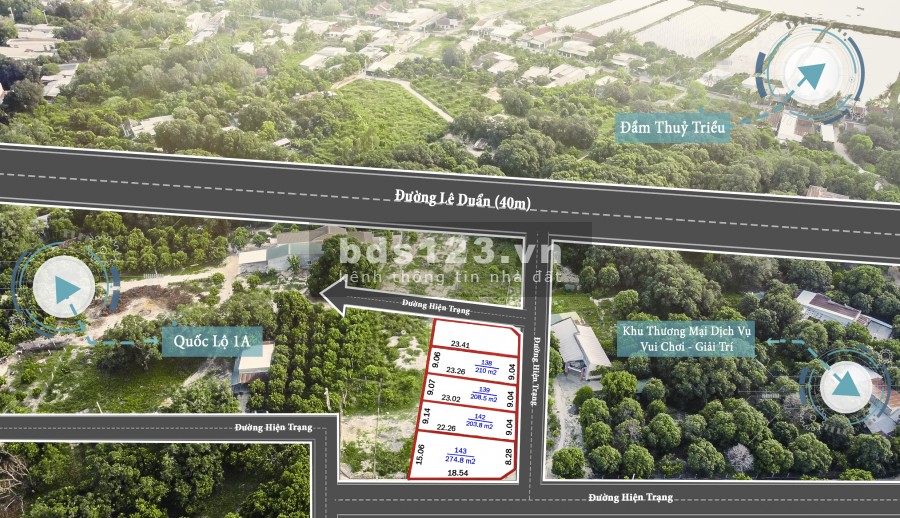 Đầm Thuỷ Triều
Đường Lê Duẩn (40m)
bds123.vn
kênh thông tin nhà đất
Đường Hiện Trạng
Quốc Lộ 1A
Khu Thương Mại Dịch Vụ
Vui Chơi - Giải Trí
Đường Hiện Trạng
23.41
9.06
138
210 m2
9.04
23.26
9.07
139
208.5 m2
9.04
23.02
9.14
142
203.8 m2
9.04
22.26
15.06
143
274.8 m2
8.28
18.54
Đường Hiện Trạng
Đường Hiện Trạng